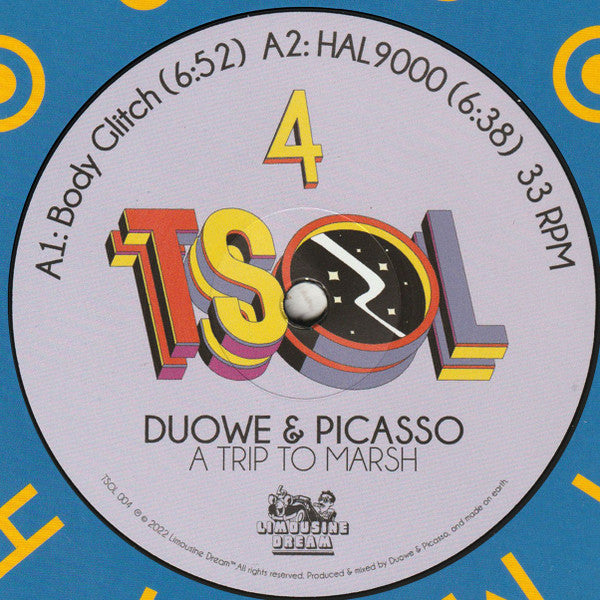 A1: Body Glitch (6:52) A2: HAL9000 (6:38) 33 RPM
4
TSOL
DUOWE & PICASSO
A TRIP TO MARSH
LIMOUSINE
DREAM
TSOL 004 ℗ © 2022 Limousine Dream™ All rights reserved. Produced & mixed by Duowe & Picasso, and made on earth.